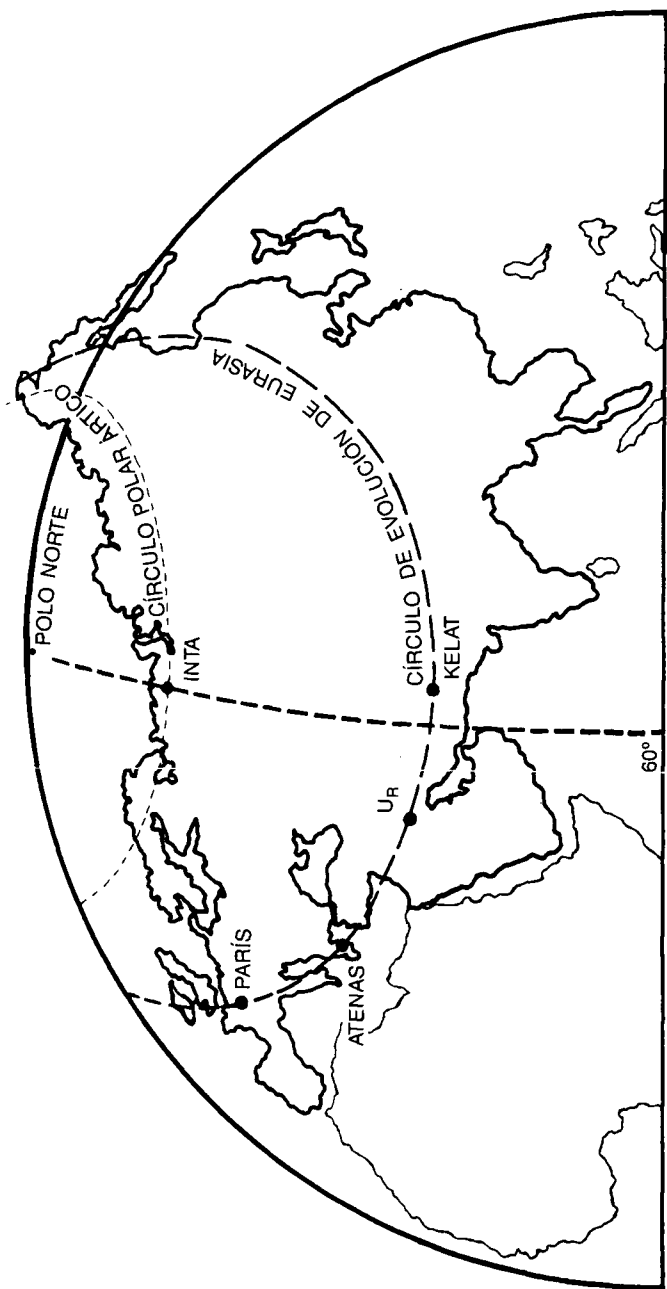 POLO NORTE
CÍRCULO POLAR ÁRTICO
INTA
CÍRCULO DE EVOLUCIÓN DE EURASIA
KELAT
UR
PARÍS
ATENAS
60°